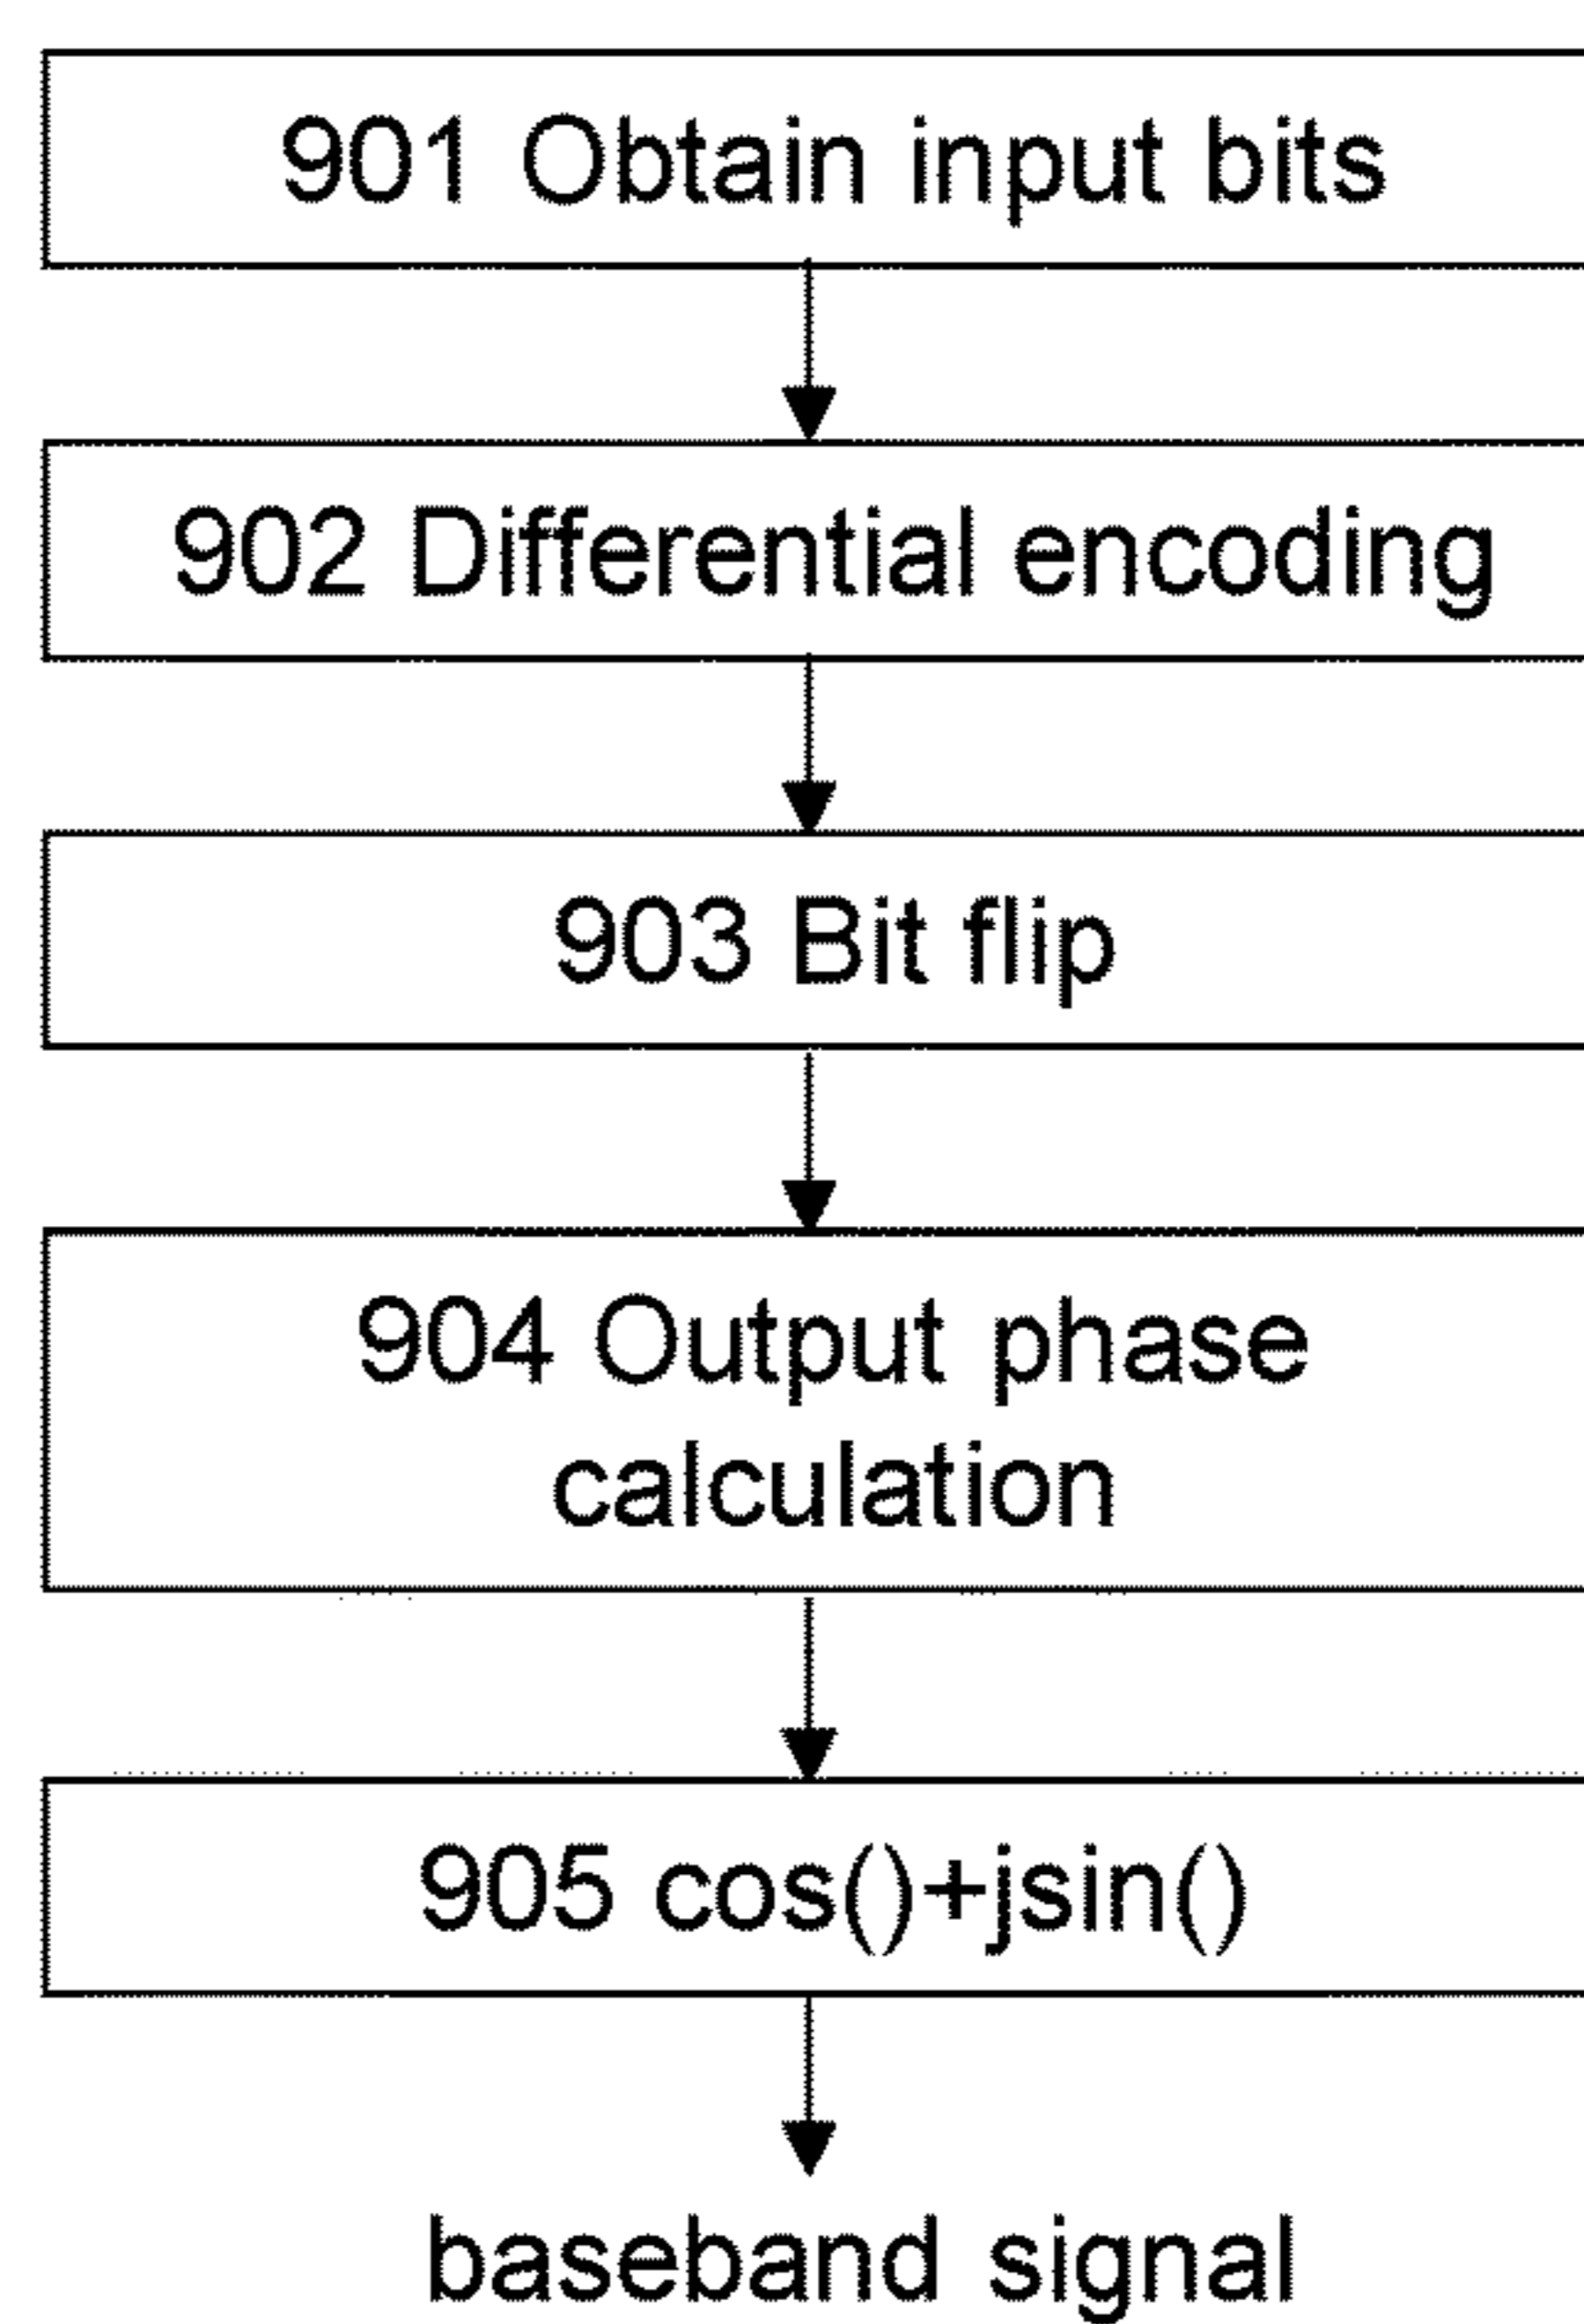 901 Obtain input bits
902 Differential encoding
903 Bit flip
904 Output phase
calculation
905 cos()+jsin()
baseband signal